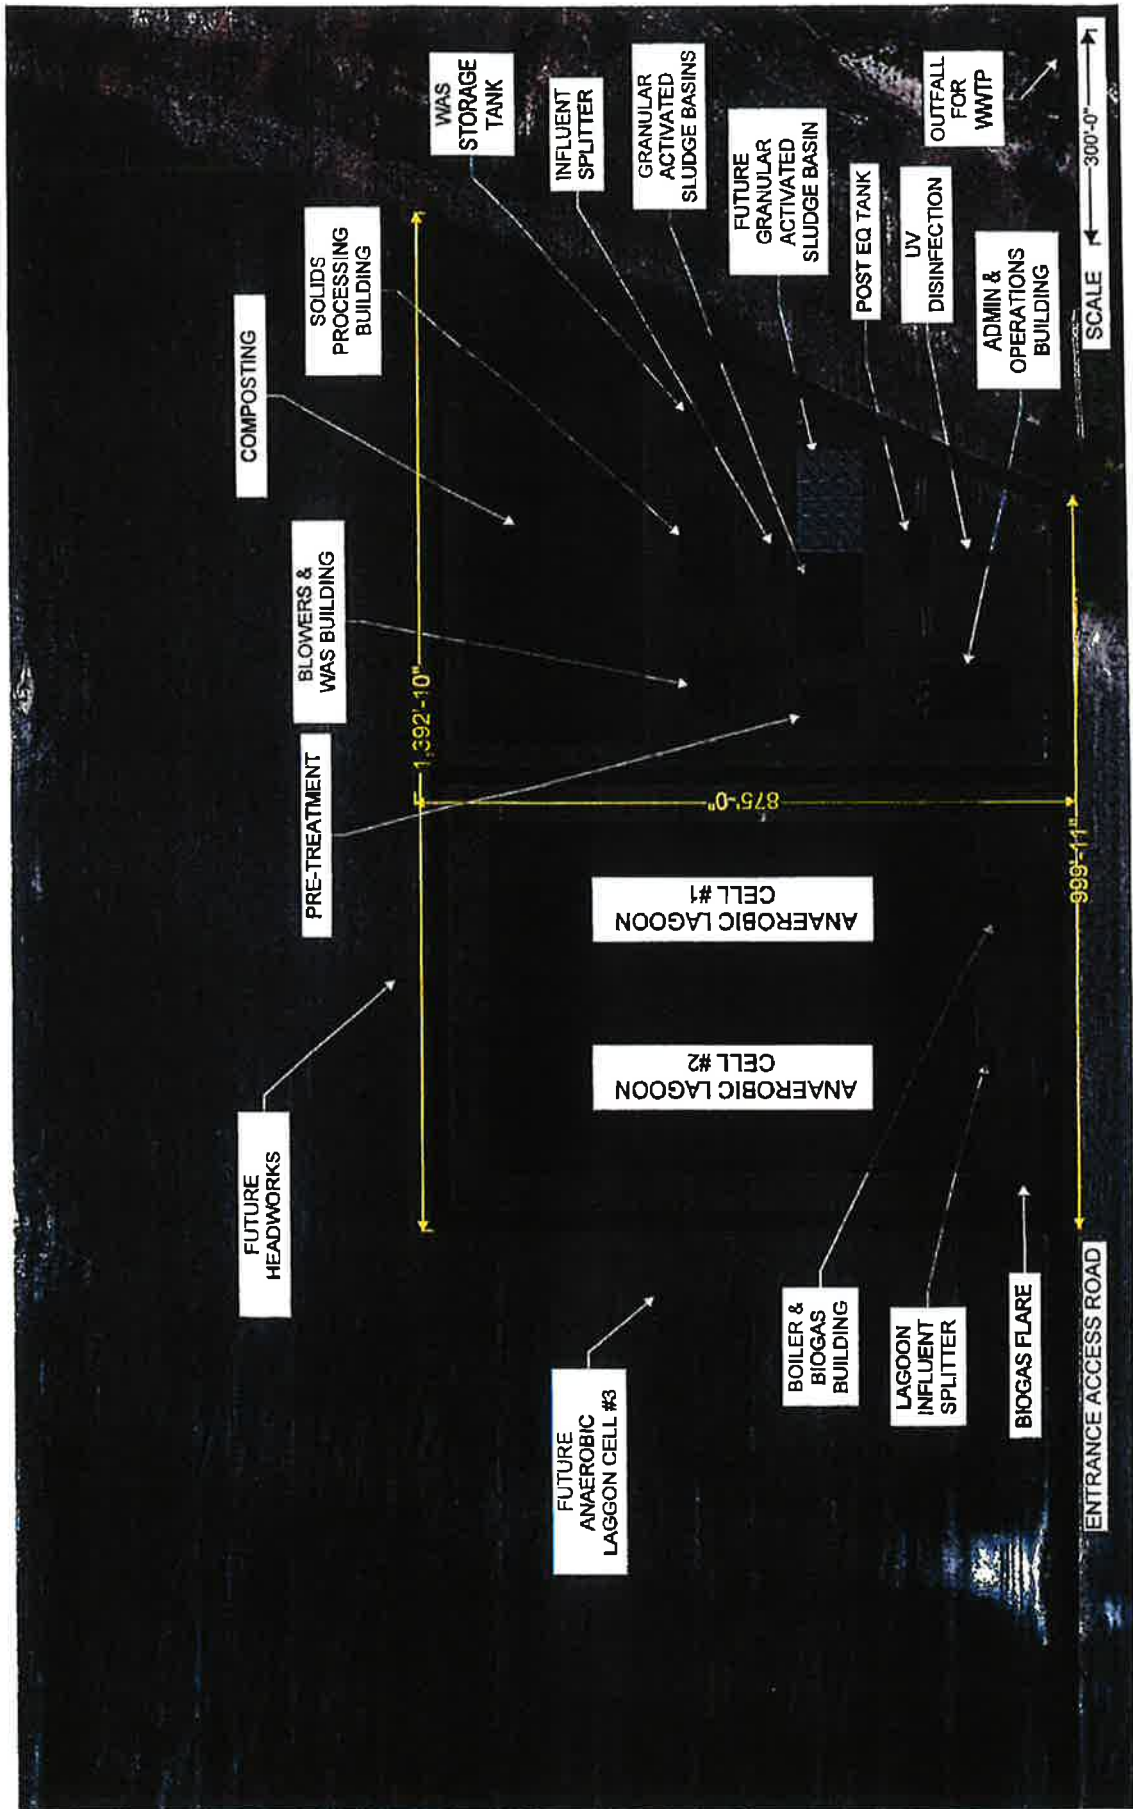 FUTURE
HEADWORKS
PRE-TREATMENT
BLOWERS &
WAS BUILDING
COMPOSTING
SOLIDS
PROCESSING
BUILDING
WAS
STORAGE
TANK
INFLUENT
SPLITTER
GRANULAR
ACTIVATED
SLUDGE BASINS
FUTURE
GRANULAR
ACTIVATED
SLUDGE BASIN
POST EQ TANK
UV
DISINFECTION
ADMIN &
OPERATIONS
BUILDING
OUTFALL
FOR
WWTP
1,392'-10"
875'-0"
999'-11"
ANAEROBIC LAGOON
CELL #1
ANAEROBIC LAGOON
CELL #2
FUTURE
ANAEROBIC
LAGGON CELL #3
BOILER &
BIOGAS
BUILDING
LAGOON
INFLUENT
SPLITTER
BIOGAS FLARE
ENTRANCE ACCESS ROAD
SCALE
300'-0"